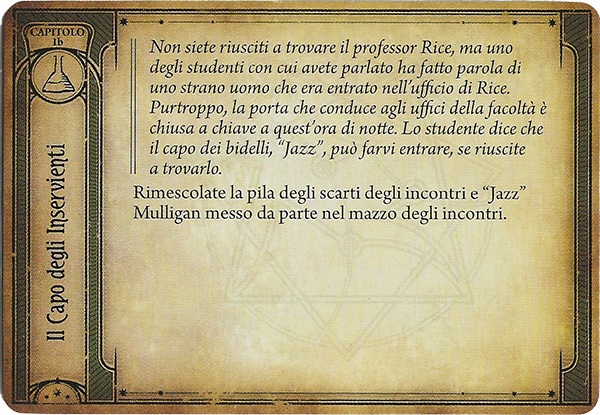 CAPITOLO
1b
Il Capo degli Inservienti
Non siete riusciti a trovare il professor Rice, ma uno
degli studenti con cui avete parlato ha fatto parola di
uno strano uomo che era entrato nell'ufficio di Rice.
Purtroppo, la porta che conduce agli uffici della facoltà è
chiusa a chiave a quest'ora di notte. Lo studente dice che
il capo dei bidelli, “Jazz”, può farvi entrare, se riuscite
a trovarlo.
Rimescolate la pila degli scarti degli incontri e “Jazz”
Mulligan messo da parte nel mazzo degli incontri.